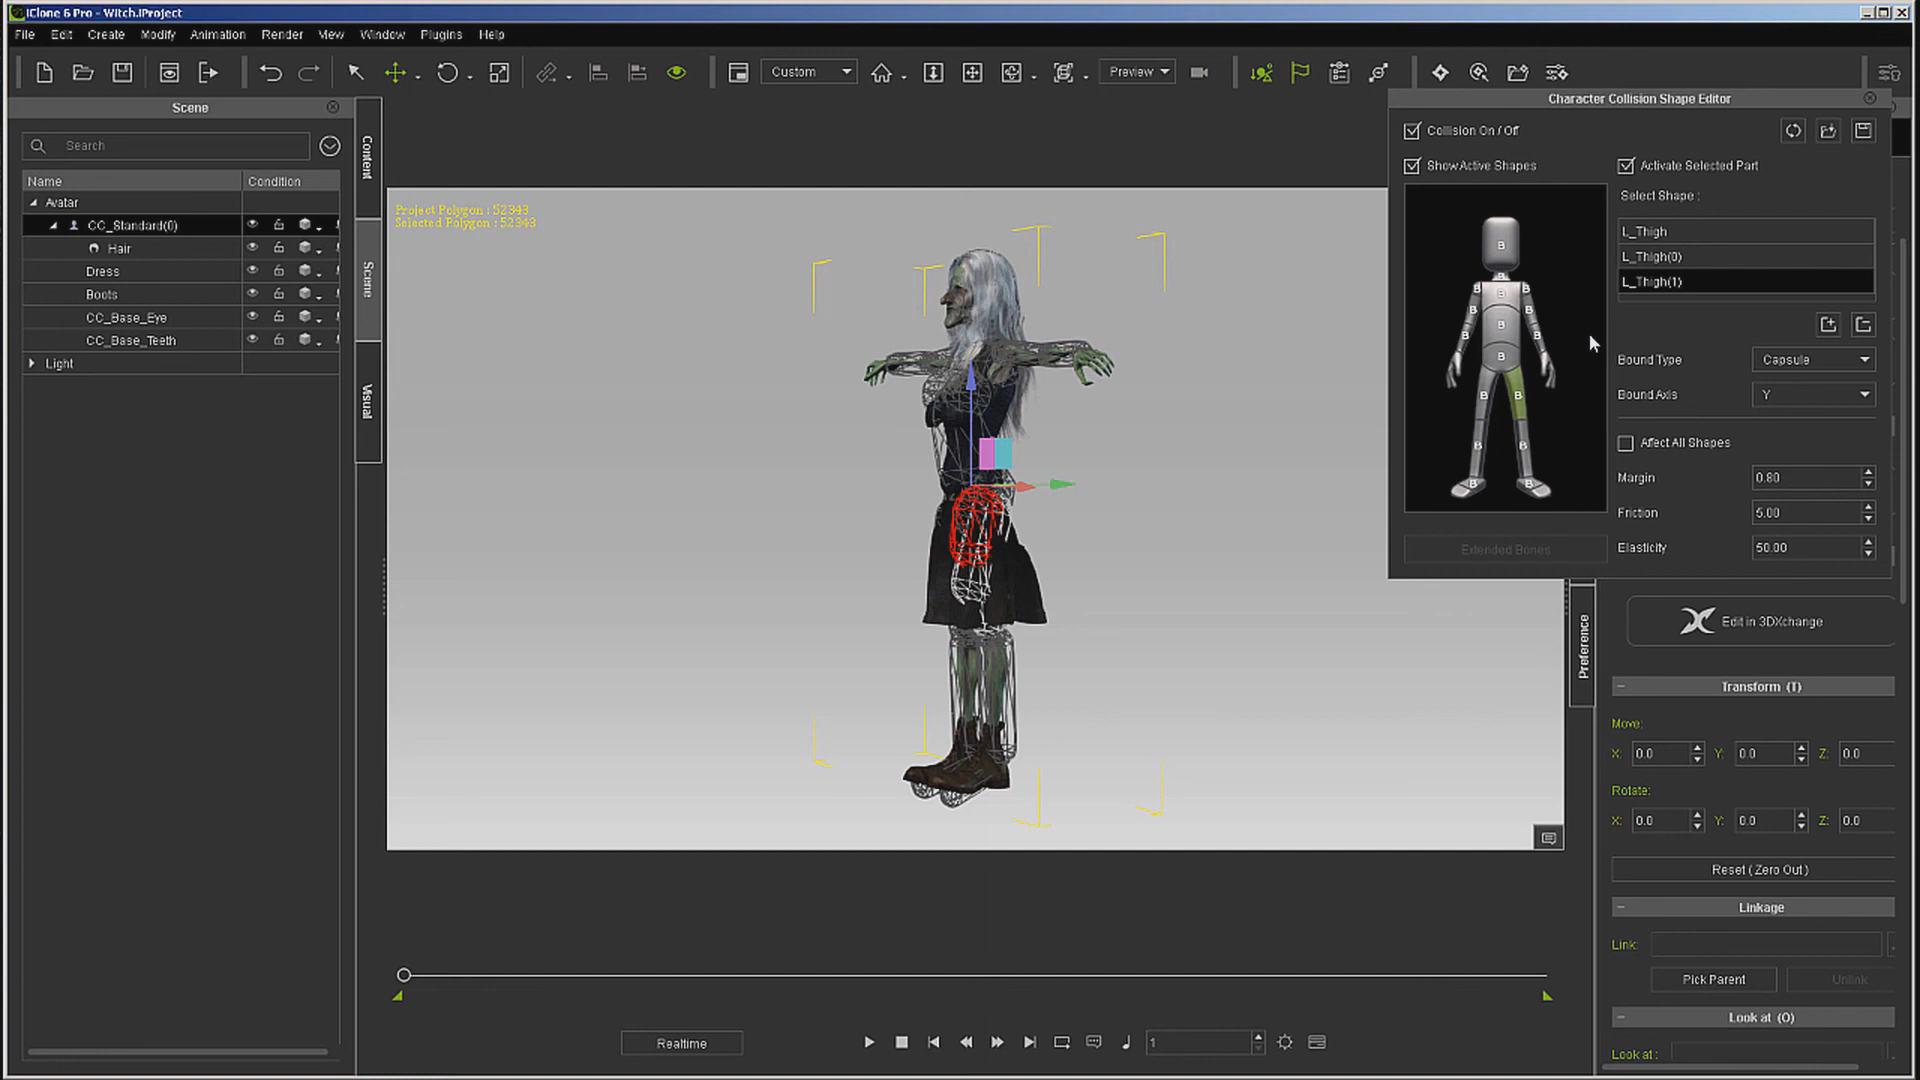 iClone 6 Pro - Witch.iProject
File Edit Create Modify Animation Render View Window Plugins Help
Custom
Preview
Scene
Search
Name Condition
Avatar
CC_Standard(0)
Hair
Dress
Boots
CC_Base_Eye
CC_Base_Teeth
Light
Content
Scene
Visual
Project Polygon : 52343
Selected Polygon : 52343
Character Collision Shape Editor
Collision On / Off
Show Active Shapes
Activate Selected Part
Select Shape :
L_Thigh
L_Thigh(0)
L_Thigh(1)
B
B
B B B
B B B
B
B B
B B
B B
Bound Type Capsule
Bound Axis Y
Affect All Shapes
Margin 0.80
Friction 5.00
Elasticity 50.00
Extended Bones
Preference
Edit in 3DXchange
Transform (T)
Move:
X: 0.0 Y: 0.0 Z: 0.0
Rotate:
X: 0.0 Y: 0.0 Z: 0.0
Reset ( Zero Out )
Linkage
Link:
Pick Parent Unlink
Look at (O)
Look at :
Realtime
1